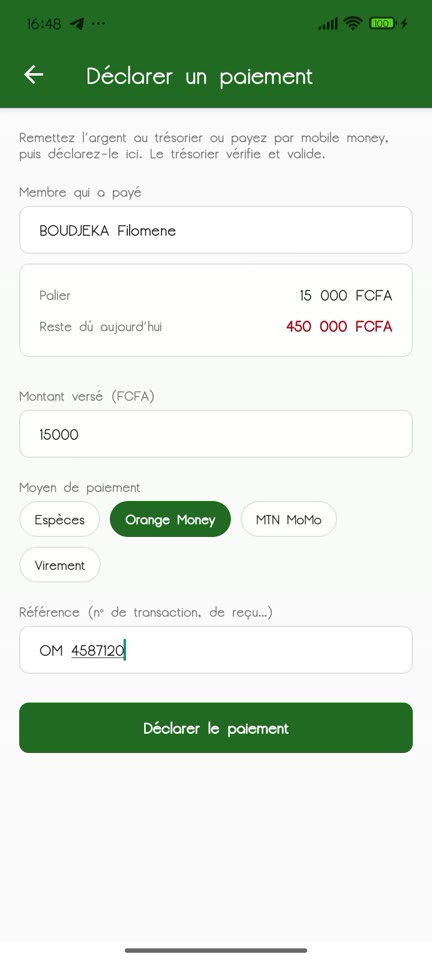 16:48 ...
100
Déclarer un paiement
Remettez l'argent au trésorier ou payez par mobile money,
puis déclarez-le ici. Le trésorier vérifie et valide.
Membre qui a payé
BOUDJEKA Filomene
Palier 15 000 FCFA
Reste dû aujourd'hui 450 000 FCFA
Montant versé (FCFA)
15000
Moyen de paiement
Espèces Orange Money MTN MoMo
Virement
Référence (n° de transaction, de reçu...)
OM 4587120
Déclarer le paiement